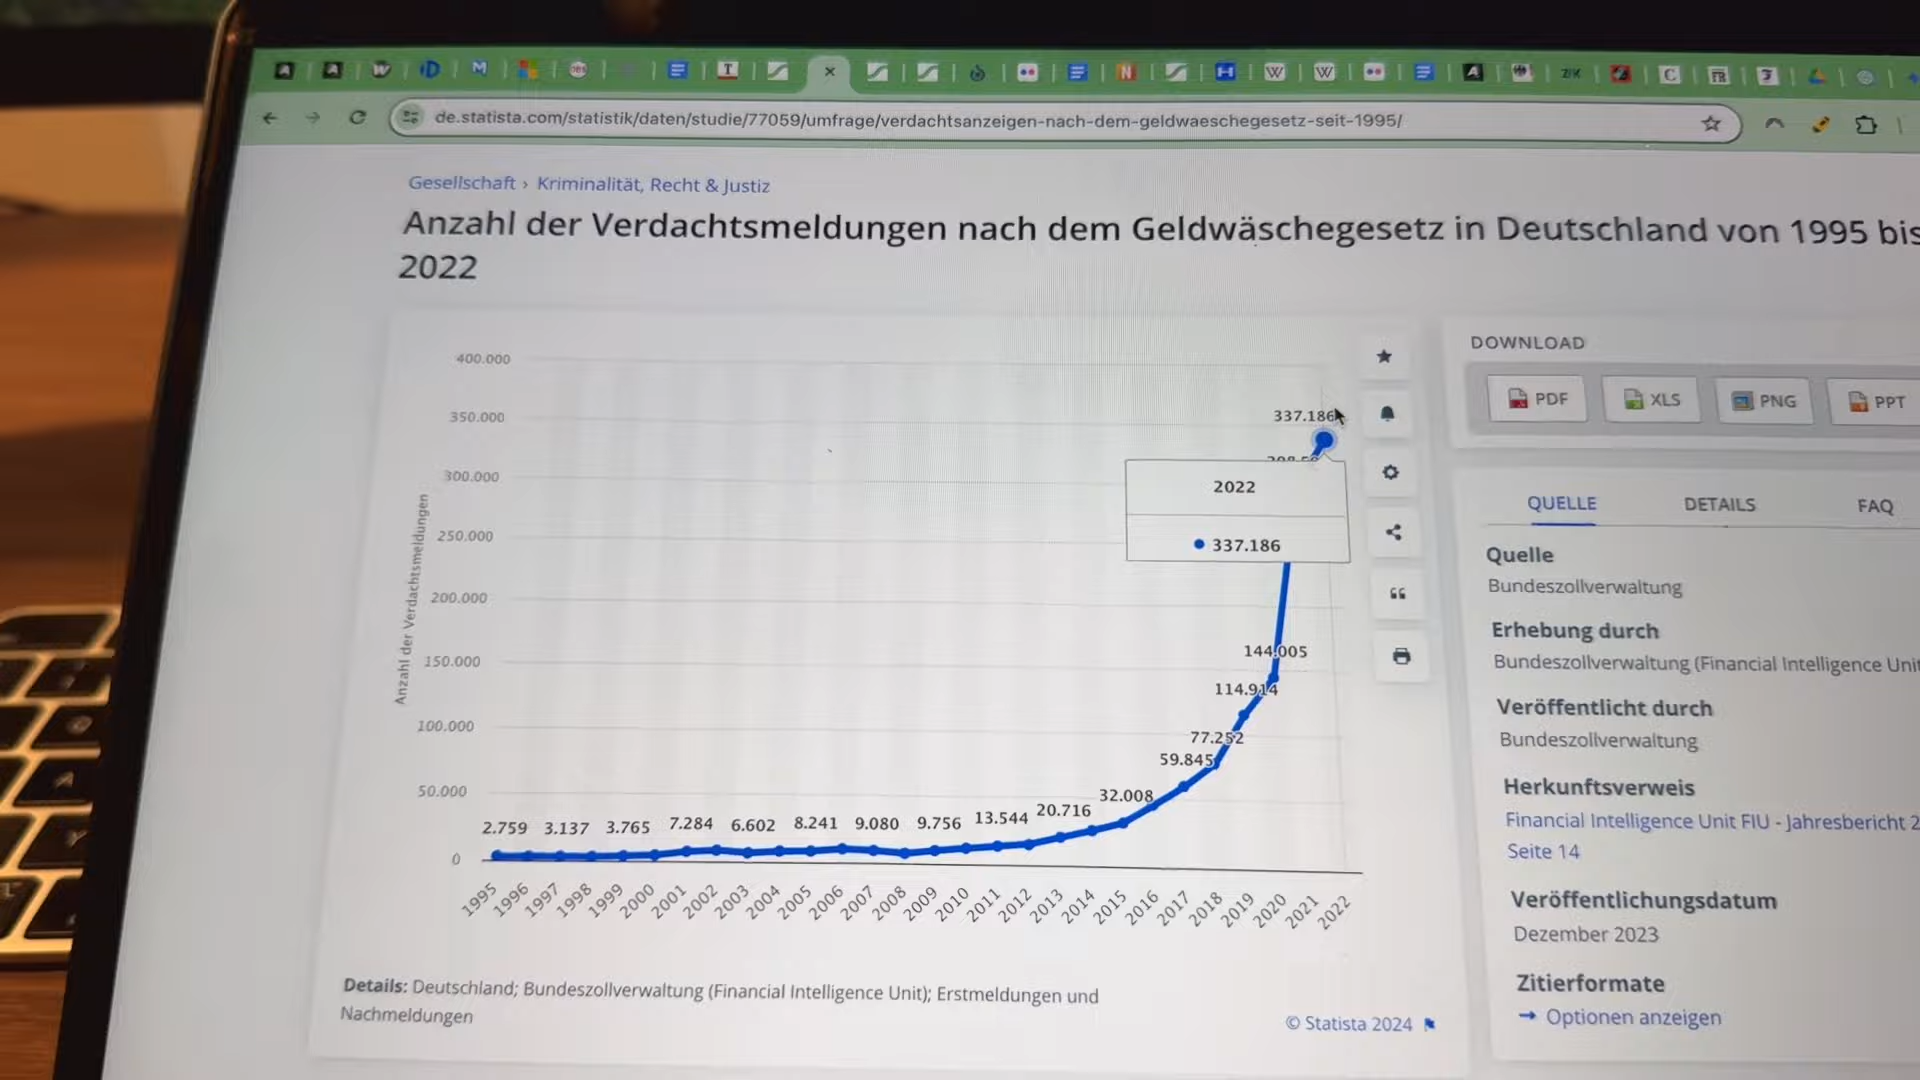 de.statista.com/statistik/daten/studie/77059/umfrage/verdachtsanzeigen-nach-dem-geldwaeschegesetz-seit-1995/
Gesellschaft › Kriminalität, Recht & Justiz
Anzahl der Verdachtsmeldungen nach dem Geldwäschegesetz in Deutschland von 1995 bis
2022
Anzahl der Verdachtsmeldungen
400.000
350.000
300.000
250.000
200.000
150.000
100.000
50.000
0
337.186
2022
337.186
144.005
114.914
77.252
59.845
32.008
20.716
13.544
2.759 3.137 3.765 7.284 6.602 8.241 9.080 9.756
1995 1996 1997 1998 1999 2000 2001 2002 2003 2004 2005 2006 2007 2008 2009 2010 2011 2012 2013 2014 2015 2016 2017 2018 2019 2020 2021 2022
Details: Deutschland; Bundeszollverwaltung (Financial Intelligence Unit); Erstmeldungen und
Nachmeldungen
© Statista 2024
DOWNLOAD
PDF XLS PNG PPT
QUELLE DETAILS FAQ
Quelle
Bundeszollverwaltung
Erhebung durch
Bundeszollverwaltung (Financial Intelligence Unit
Veröffentlicht durch
Bundeszollverwaltung
Herkunftsverweis
Financial Intelligence Unit FIU - Jahresbericht 2
Seite 14
Veröffentlichungsdatum
Dezember 2023
Zitierformate
→ Optionen anzeigen